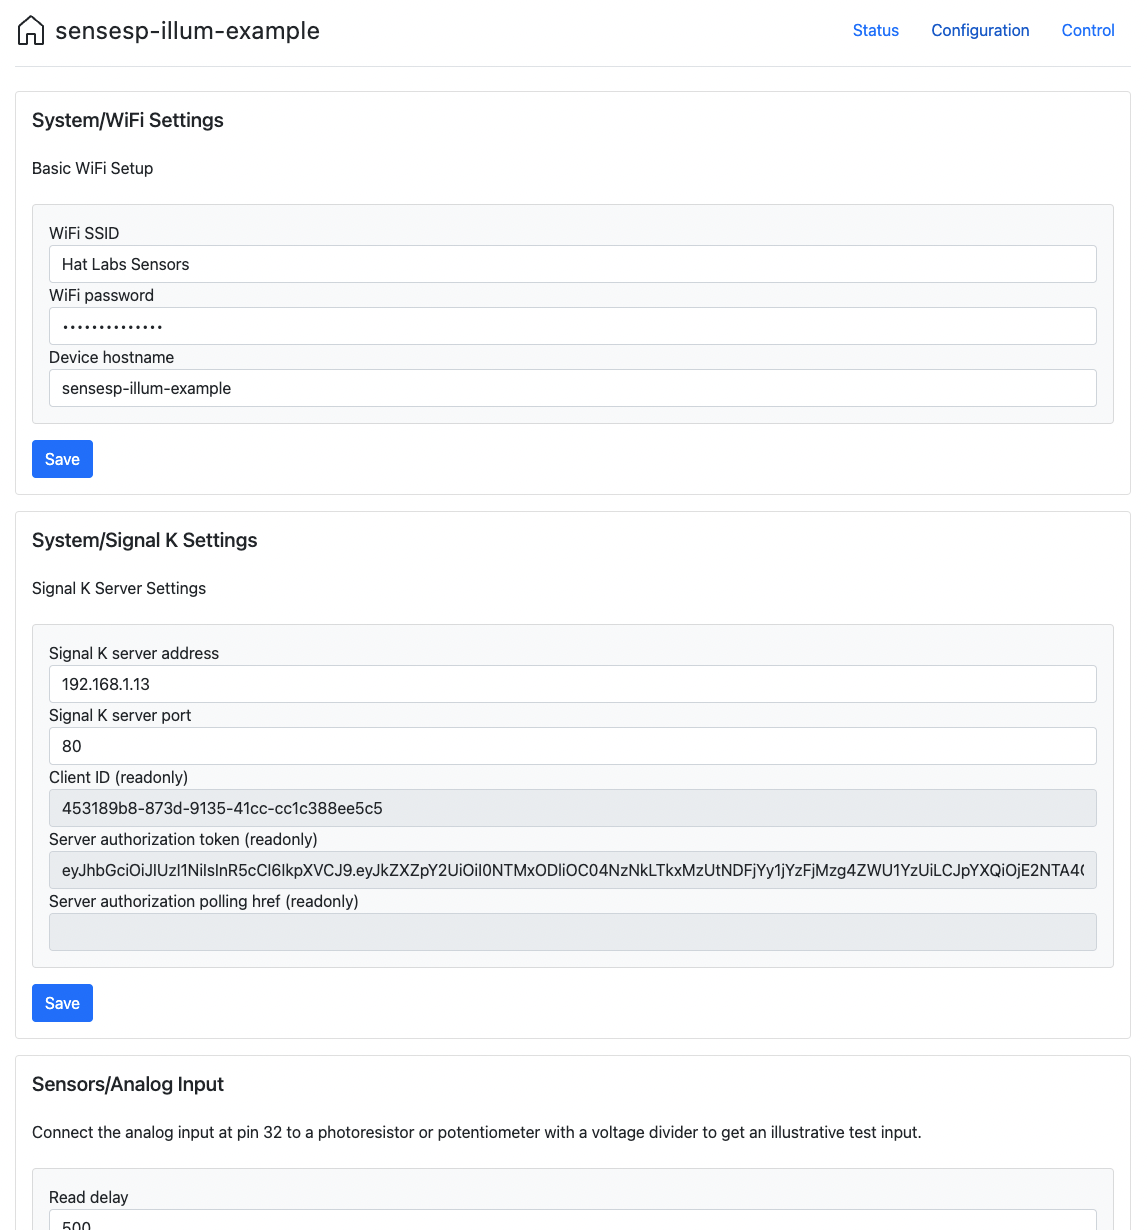 sensesp-illum-example
Status Configuration Control
System/WiFi Settings
Basic WiFi Setup
WiFi SSID
Hat Labs Sensors
WiFi password
••••••••••••••
Device hostname
sensesp-illum-example
Save
System/Signal K Settings
Signal K Server Settings
Signal K server address
192.168.1.13
Signal K server port
80
Client ID (readonly)
453189b8-873d-9135-41cc-cc1c388ee5c5
Server authorization token (readonly)
eyJhbGciOiJIUzI1NiIsInR5cCI6IkpXVCJ9.eyJkZXZpY2UiOiI0NTMxODliOC04NzNkLTkxMzUtNDFjYy1jYzFjMzg4ZWU1YzUiLCJpYXQiOjE2NTA4
Server authorization polling href (readonly)
Save
Sensors/Analog Input
Connect the analog input at pin 32 to a photoresistor or potentiometer with a voltage divider to get an illustrative test input.
Read delay
500